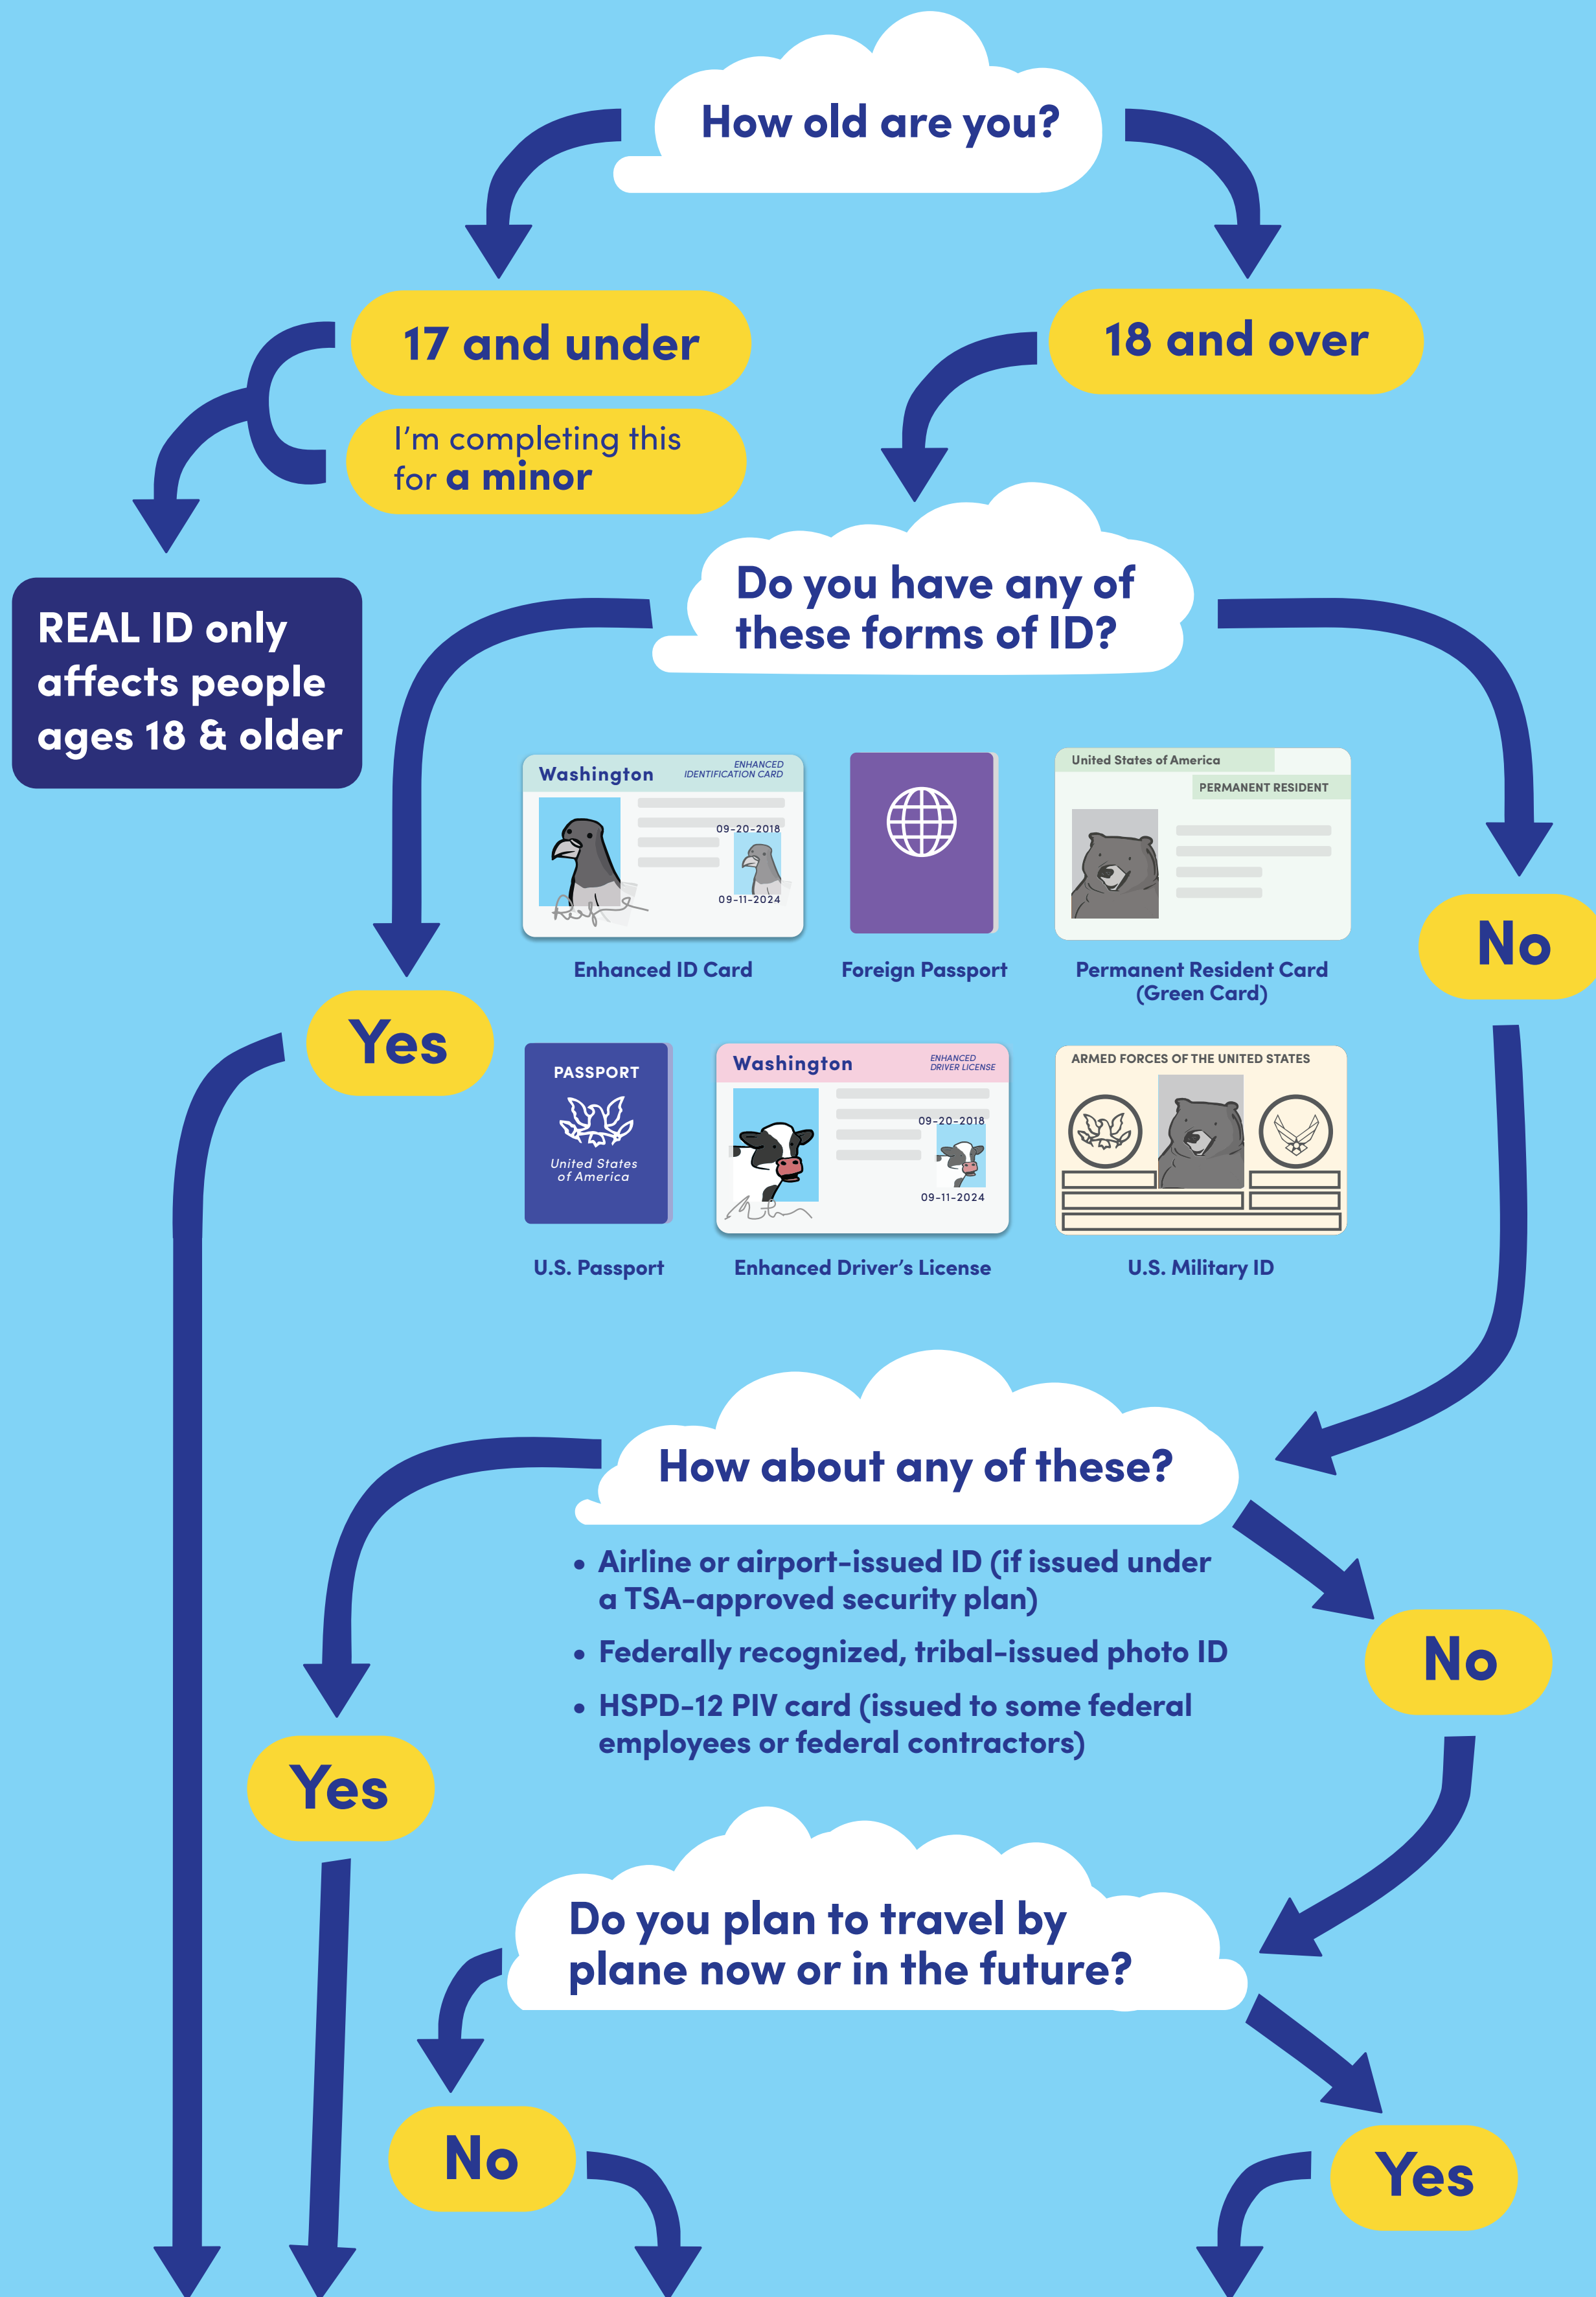 How old are you?
17 and under
18 and over
I'm completing this
for a minor
REAL ID only
affects people
ages 18 & older
Do you have any of
these forms of ID?
Washington
ENHANCED
IDENTIFICATION CARD
09-20-2018
09-11-2024
Enhanced ID Card
Foreign Passport
United States of America
PERMANENT RESIDENT
Permanent Resident Card
(Green Card)
No
Yes
PASSPORT
United States
of America
U.S. Passport
Washington
ENHANCED
DRIVER LICENSE
09-20-2018
09-11-2024
Enhanced Driver's License
ARMED FORCES OF THE UNITED STATES
U.S. Military ID
How about any of these?
• Airline or airport-issued ID (if issued under
a TSA-approved security plan)
• Federally recognized, tribal-issued photo ID
• HSPD-12 PIV card (issued to some federal
employees or federal contractors)
No
Yes
Do you plan to travel by
plane now or in the future?
No
Yes